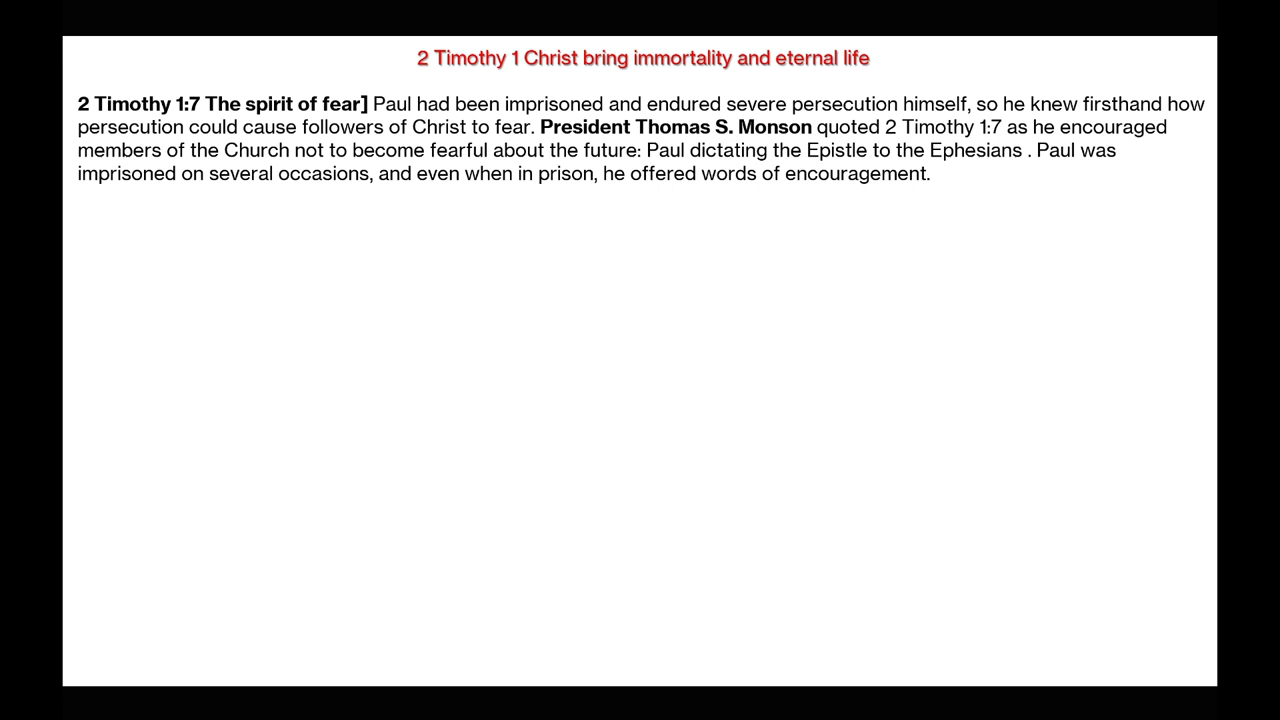 2 Timothy 1 Christ bring immortality and eternal life
2 Timothy 1:7 The spirit of fear] Paul had been imprisoned and endured severe persecution himself, so he knew firsthand how
persecution could cause followers of Christ to fear. President Thomas S. Monson quoted 2 Timothy 1:7 as he encouraged
members of the Church not to become fearful about the future: Paul dictating the Epistle to the Ephesians . Paul was
imprisoned on several occasions, and even when in prison, he offered words of encouragement.